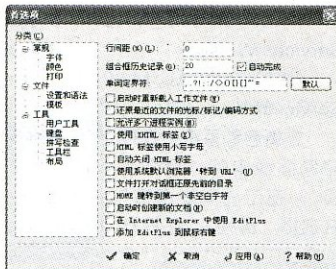 首选项
分类(C)
常规
字体
颜色
打印
文件
设置和语法
模板
工具
用户工具
键盘
拼写检查
工具栏
布局
行间距(%)(L): 0
组合框历史记录(@): 20 自动完成
单词定界符: 默认
启动时重新载入工作文件(W)
还原最近的文件的光标/标记/编码方式
允许多个进程实例(M)
使用 XHTML 标签(X)
HTML 标签使用小写字母
自动关闭 HTML 标签
使用系统默认浏览器“转到 URL”(U)
文件打开对话框还原先前的目录
HOME 键转到第一个非空白字符
启动时创建新的文档(N)
在 Internet Explorer 中使用 EditPlus
添加 EditPlus 到鼠标右键
确定 取消 应用(A) ? 帮助(H)